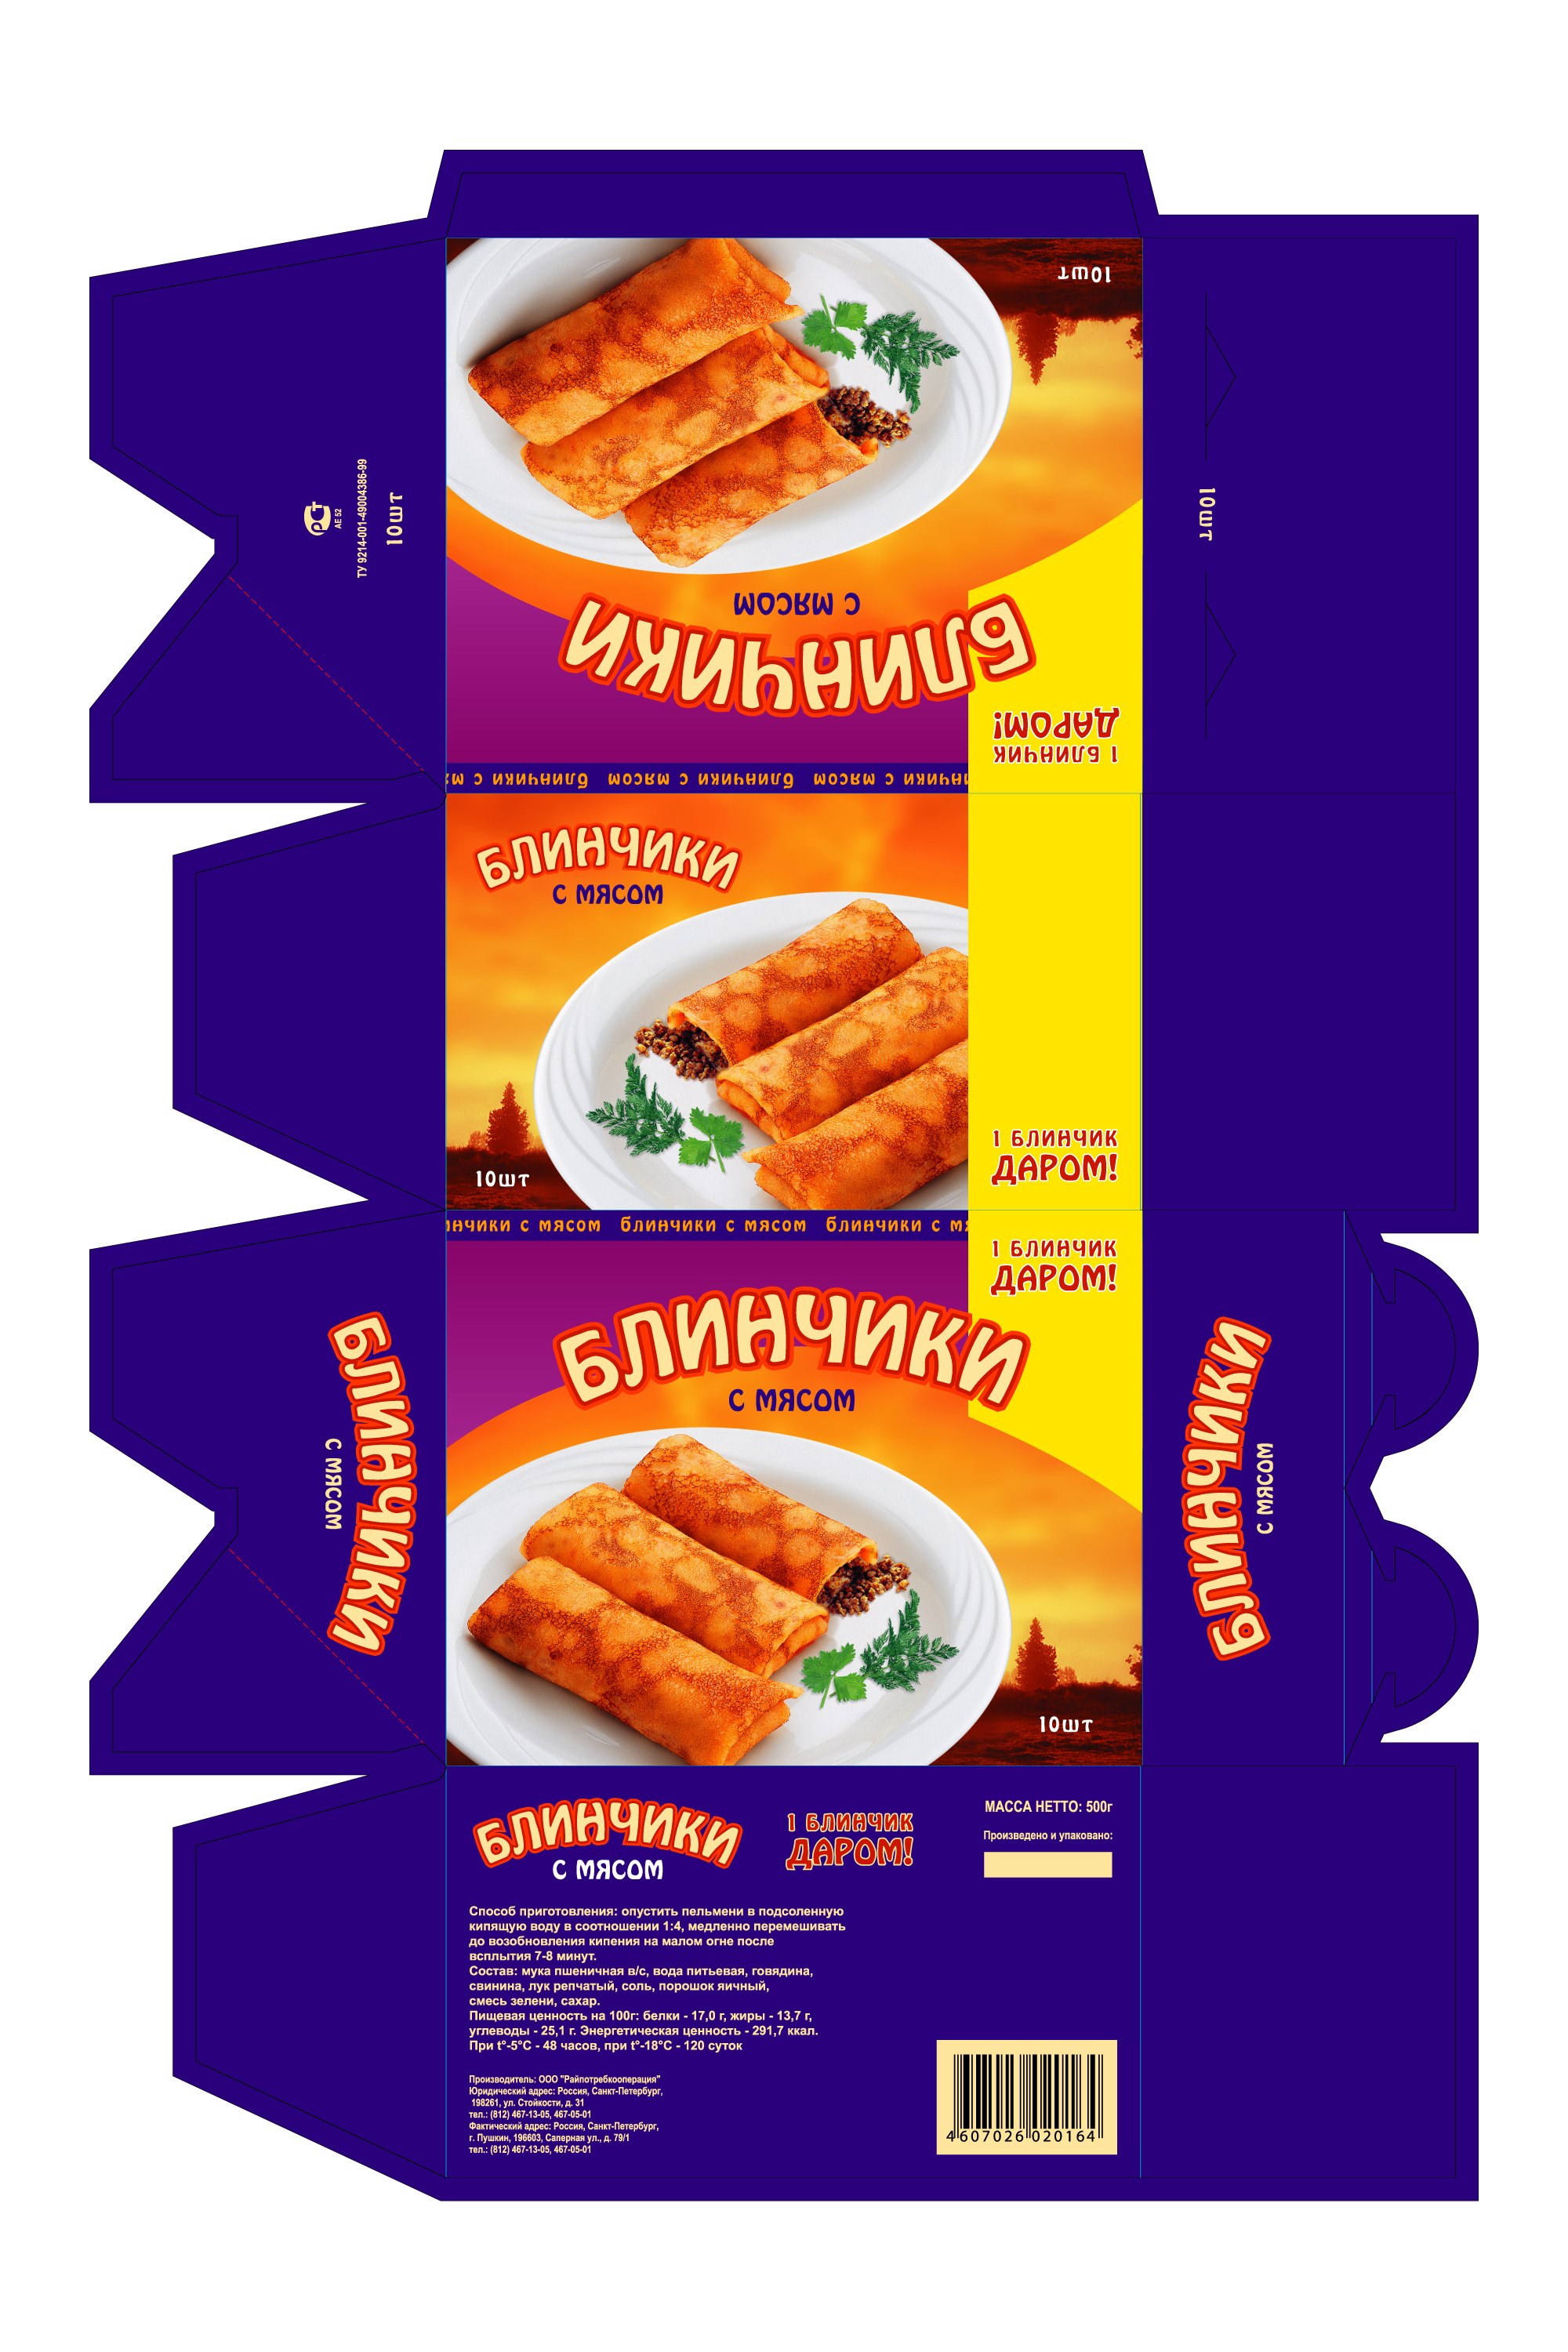 10шт
РСТ
АЕ 52
ТУ 9214-001-49004386-99
10шт
10шт
с мясом
БЛИНЧИКИ
1 БЛИНЧИК
ДАРОМ!
блинчики с мясом блинчики с мясом
БЛИНЧИКИ
с мясом
10шт
1 БЛИНЧИК
ДАРОМ!
блинчики с мясом блинчики с мясом
1 БЛИНЧИК
ДАРОМ!
БЛИНЧИКИ
с мясом
10шт
БЛИНЧИКИ
с мясом
БЛИНЧИКИ
с мясом
БЛИНЧИКИ
с мясом
1 БЛИНЧИК
ДАРОМ!
МАССА НЕТТО: 500г
Произведено и упаковано:
Способ приготовления: опустить пельмени в подсоленную
кипящую воду в соотношении 1:4, медленно перемешивать
до возобновления кипения на малом огне после
всплытия 7-8 минут.
Состав: мука пшеничная в/с, вода питьевая, говядина,
свинина, лук репчатый, соль, порошок яичный,
смесь зелени, сахар.
Пищевая ценность на 100г: белки - 17,0 г, жиры - 13,7 г,
углеводы - 25,1 г. Энергетическая ценность - 291,7 ккал.
При t°-5°С - 48 часов, при t°-18°С - 120 суток
Производитель: ООО "Райпотребкооперация"
Юридический адрес: Россия, Санкт-Петербург,
198261, ул. Стойкости, д. 31
тел.: (812) 467-13-05, 467-05-01
Фактический адрес: Россия, Санкт-Петербург,
г. Пушкин, 196603, Саперная ул., д. 79/1
тел.: (812) 467-13-05, 467-05-01
4 607026 020164